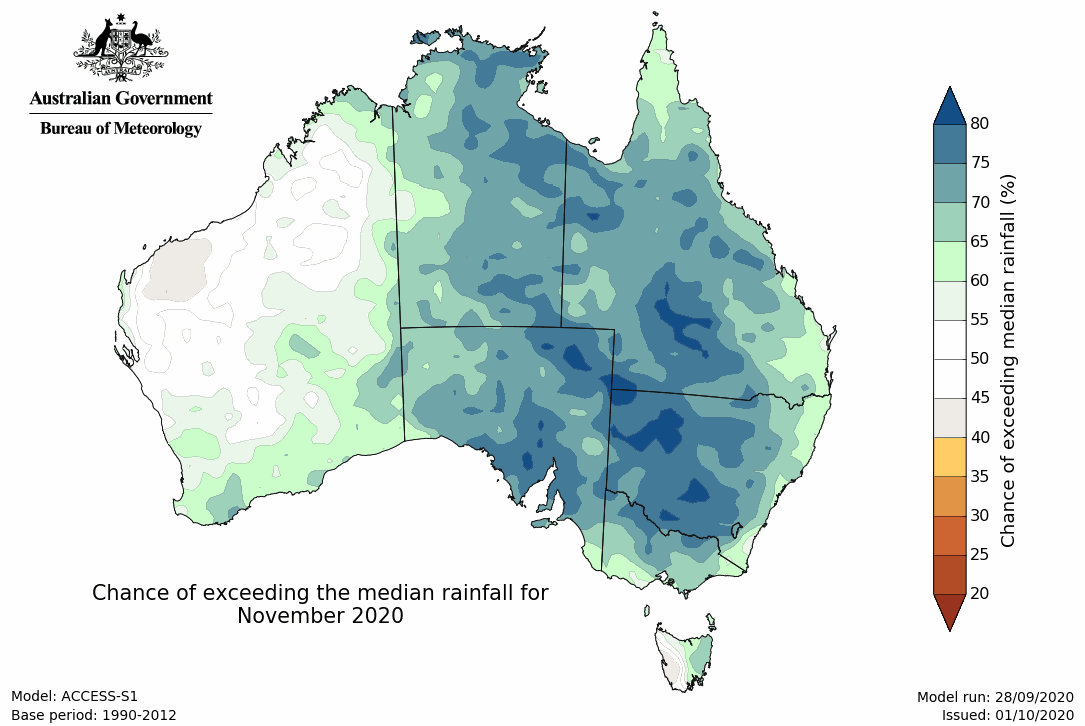 Australian Government
Bureau of Meteorology
80
75
70
65
60
55
50
45
40
35
30
25
20
Chance of exceeding median rainfall (%)
Chance of exceeding the median rainfall for
November 2020
Model: ACCESS-S1
Base period: 1990-2012
Model run: 28/09/2020
Issued: 01/10/2020